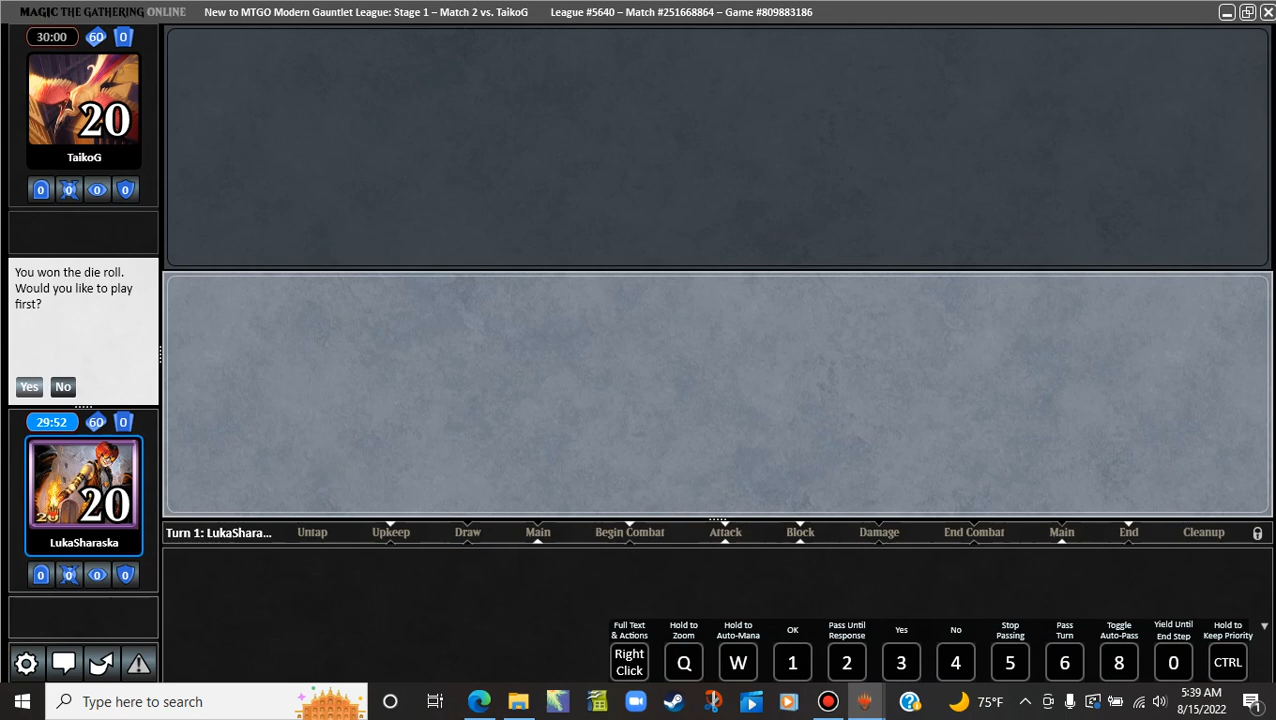 MAGIC THE GATHERING ONLINE New to MTGO Modern Gauntlet League: Stage 1 – Match 2 vs. TaikoG League #5640 – Match #251668864 – Game #809883186
30:00 60 0
20
TaikoG
0 0 0 0
You won the die roll.
Would you like to play
first?
Yes No
29:52 60 0
20
20
LukaSharaska
0 0 0 0
Turn 1: LukaShara... Untap Upkeep Draw Main Begin Combat Attack Block Damage End Combat Main End Cleanup
Full Text & Actions Hold to Zoom Hold to Auto-Mana OK Pass Until Response Yes No Stop Passing Pass Turn Toggle Auto-Pass Yield Until End Step Hold to Keep Priority
Right Click Q W 1 2 3 4 5 6 8 0 CTRL
Type here to search
75°F
5:39 AM
8/15/2022
1